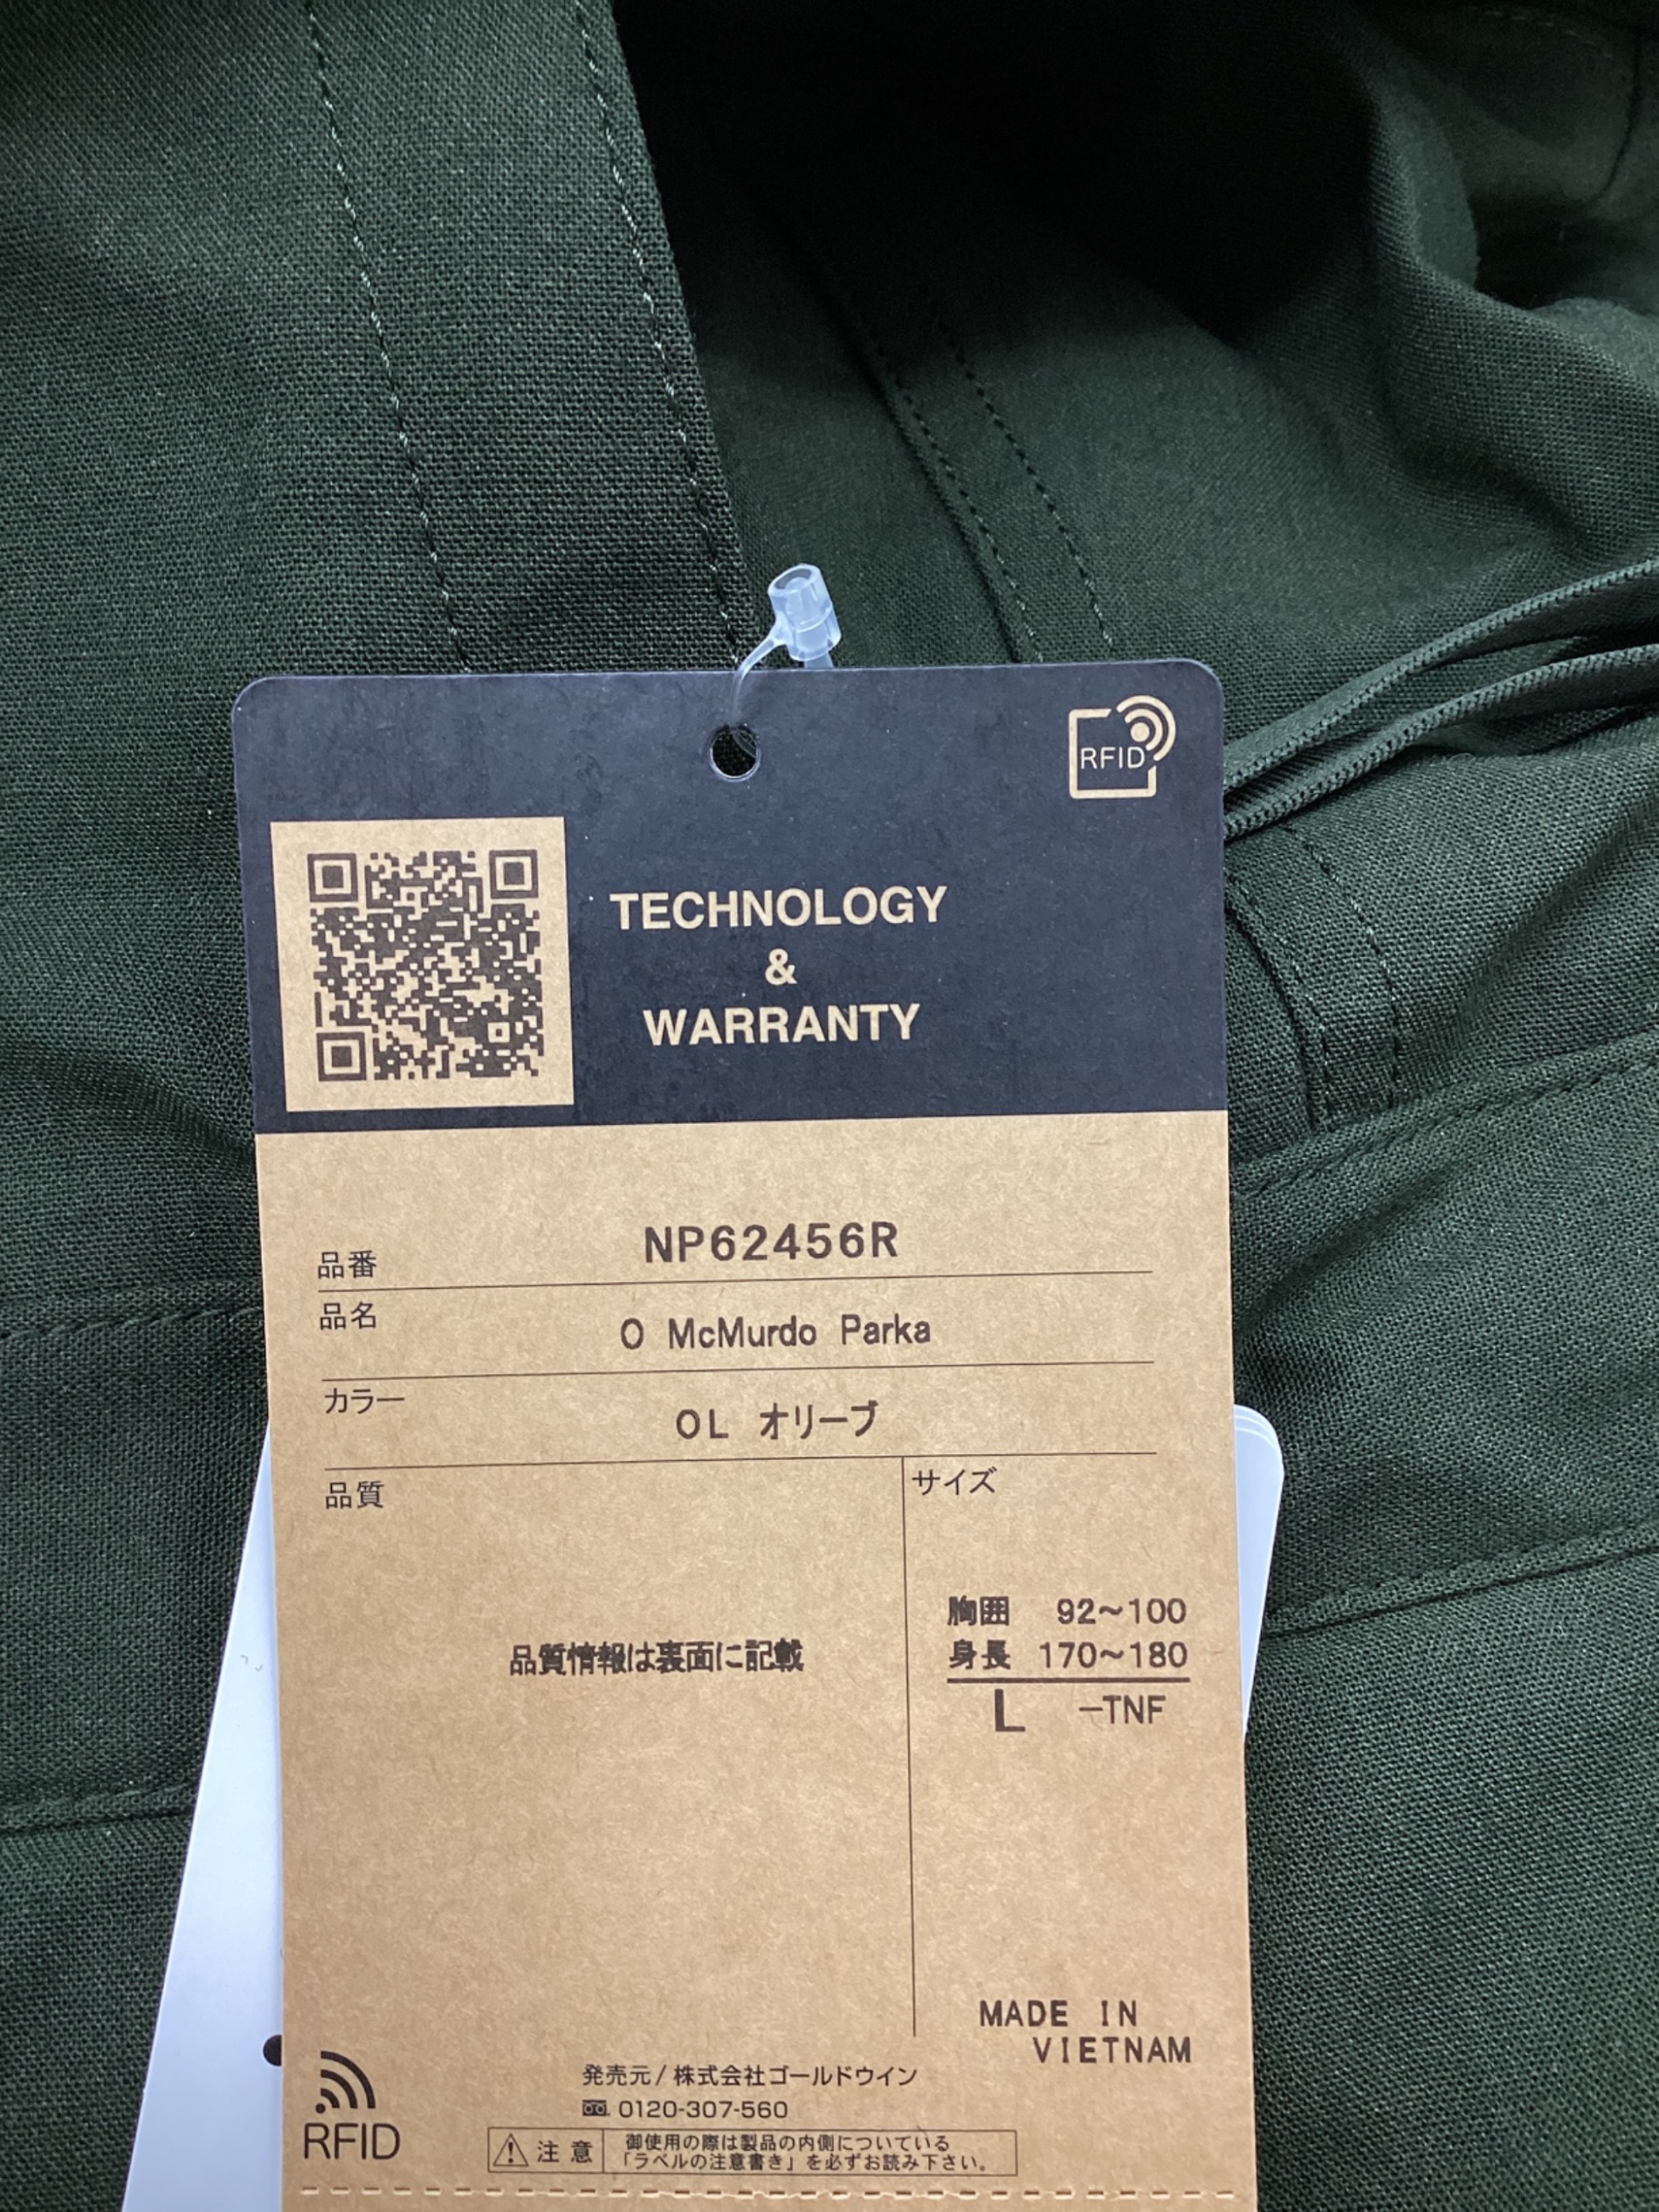 RFID
TECHNOLOGY
&
WARRANTY
品番 NP62456R
品名 O McMurdo Parka
カラー OL オリーブ
品質
サイズ
品質情報は裏面に記載
胸囲 92～100
身長 170～180
L －TNF
MADE IN
VIETNAM
発売元/株式会社ゴールドウイン
0120-307-560
RFID
注意
御使用の際は製品の内側についている
「ラベルの注意書き」を必ずお読み下さい。